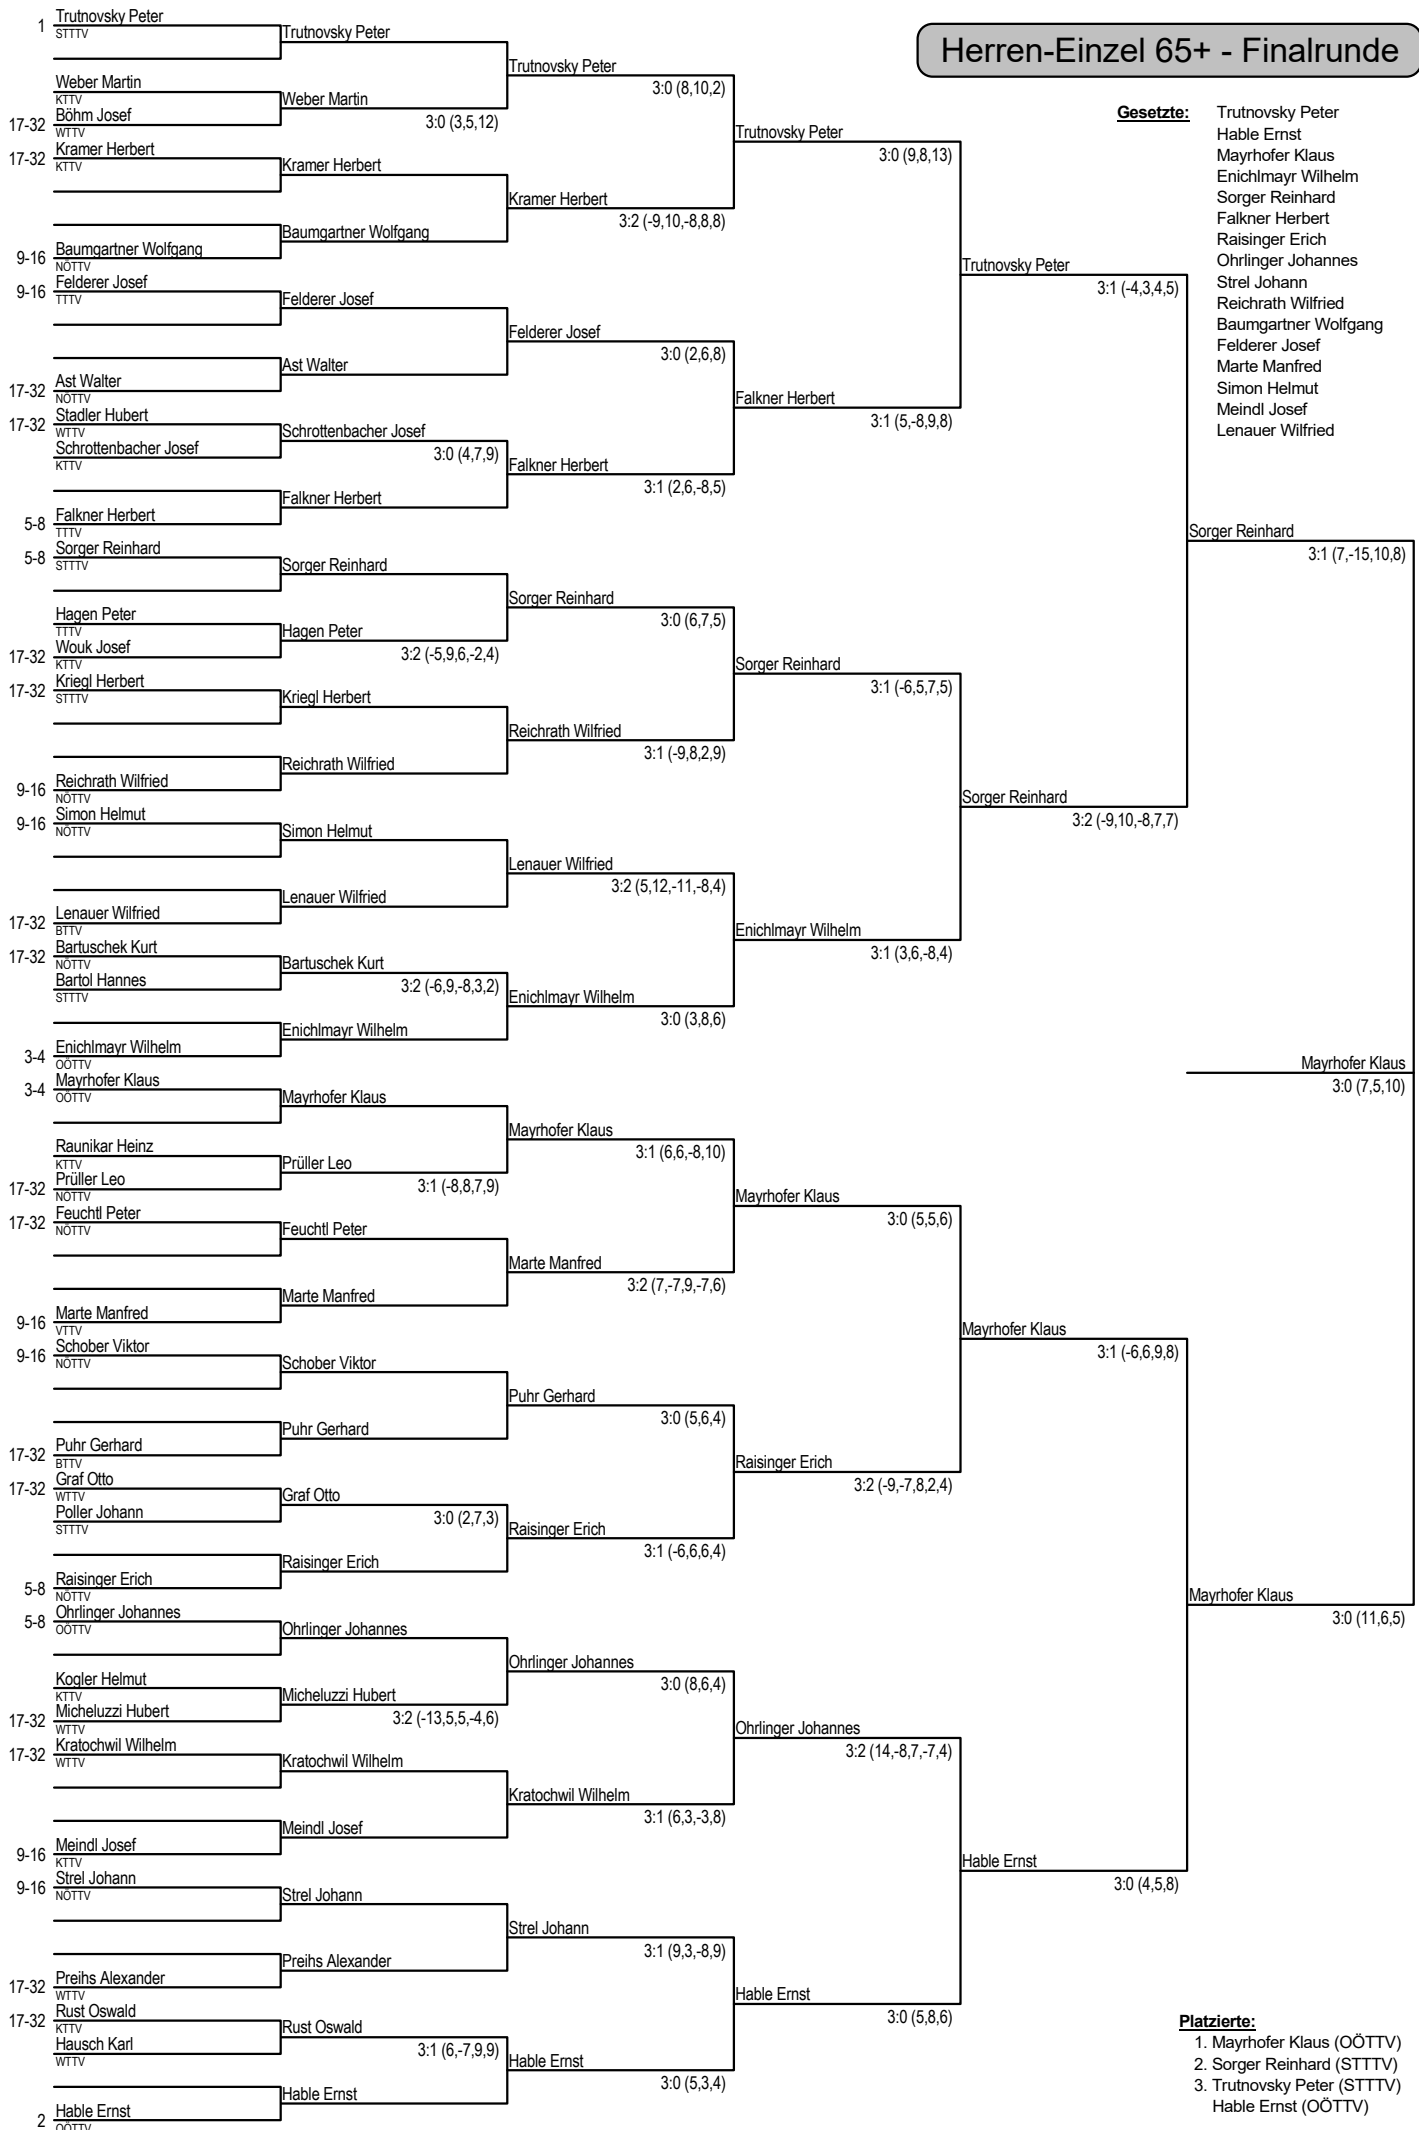 Herren-Einzel 65+ - Finalrunde
Gesetzte:
Trutnovsky Peter
Hable Ernst
Mayrhofer Klaus
Enichlmayr Wilhelm
Sorger Reinhard
Falkner Herbert
Raisinger Erich
Ohrlinger Johannes
Strel Johann
Reichrath Wilfried
Baumgartner Wolfgang
Felderer Josef
Marte Manfred
Simon Helmut
Meindl Josef
Lenauer Wilfried
1 Trutnovsky Peter
STTTV
Weber Martin
KTTV
17-32 Böhm Josef
WTTV
17-32 Kramer Herbert
KTTV
9-16 Baumgartner Wolfgang
NÖTTV
9-16 Felderer Josef
TTTV
17-32 Ast Walter
NÖTTV
17-32 Stadler Hubert
WTTV
Schrottenbacher Josef
KTTV
5-8 Falkner Herbert
TTTV
5-8 Sorger Reinhard
STTTV
Hagen Peter
TTTV
17-32 Wouk Josef
KTTV
17-32 Kriegl Herbert
STTTV
9-16 Reichrath Wilfried
NÖTTV
9-16 Simon Helmut
NÖTTV
17-32 Lenauer Wilfried
BTTV
17-32 Bartuschek Kurt
NÖTTV
Bartol Hannes
STTTV
3-4 Enichlmayr Wilhelm
OÖTTV
3-4 Mayrhofer Klaus
OÖTTV
Raunikar Heinz
KTTV
17-32 Prüller Leo
NÖTTV
17-32 Feuchtl Peter
NÖTTV
9-16 Marte Manfred
VTTV
9-16 Schober Viktor
NÖTTV
17-32 Puhr Gerhard
BTTV
17-32 Graf Otto
WTTV
Poller Johann
STTTV
5-8 Raisinger Erich
NÖTTV
5-8 Ohrlinger Johannes
OÖTTV
Kogler Helmut
KTTV
17-32 Micheluzzi Hubert
WTTV
17-32 Kratochwil Wilhelm
WTTV
9-16 Meindl Josef
KTTV
9-16 Strel Johann
NÖTTV
17-32 Preihs Alexander
WTTV
17-32 Rust Oswald
KTTV
Hausch Karl
WTTV
2 Hable Ernst
OÖTTV
Trutnovsky Peter
Weber Martin
3:0 (3,5,12)
Kramer Herbert
Baumgartner Wolfgang
Felderer Josef
Ast Walter
Schrottenbacher Josef
3:0 (4,7,9)
Falkner Herbert
Sorger Reinhard
Hagen Peter
3:2 (-5,9,6,-2,4)
Kriegl Herbert
Reichrath Wilfried
Simon Helmut
Lenauer Wilfried
Bartuschek Kurt
3:2 (-6,9,-8,3,2)
Enichlmayr Wilhelm
Mayrhofer Klaus
Prüller Leo
3:1 (-8,8,7,9)
Feuchtl Peter
Marte Manfred
Schober Viktor
Puhr Gerhard
Graf Otto
3:0 (2,7,3)
Raisinger Erich
Ohrlinger Johannes
Micheluzzi Hubert
3:2 (-13,5,5,-4,6)
Kratochwil Wilhelm
Meindl Josef
Strel Johann
Preihs Alexander
Rust Oswald
3:1 (6,-7,9,9)
Hable Ernst
Trutnovsky Peter
3:0 (8,10,2)
Kramer Herbert
3:2 (-9,10,-8,8,8)
Felderer Josef
3:0 (2,6,8)
Falkner Herbert
3:1 (2,6,-8,5)
Sorger Reinhard
3:0 (6,7,5)
Reichrath Wilfried
3:1 (-9,8,2,9)
Lenauer Wilfried
3:2 (5,12,-11,-8,4)
Enichlmayr Wilhelm
3:0 (3,8,6)
Mayrhofer Klaus
3:1 (6,6,-8,10)
Marte Manfred
3:2 (7,-7,9,-7,6)
Puhr Gerhard
3:0 (5,6,4)
Raisinger Erich
3:1 (-6,6,6,4)
Ohrlinger Johannes
3:0 (8,6,4)
Kratochwil Wilhelm
3:1 (6,3,-3,8)
Strel Johann
3:1 (9,3,-8,9)
Hable Ernst
3:0 (5,3,4)
Trutnovsky Peter
3:0 (9,8,13)
Falkner Herbert
3:1 (5,-8,9,8)
Sorger Reinhard
3:1 (-6,5,7,5)
Enichlmayr Wilhelm
3:1 (3,6,-8,4)
Mayrhofer Klaus
3:0 (5,5,6)
Raisinger Erich
3:2 (-9,-7,8,2,4)
Ohrlinger Johannes
3:2 (14,-8,7,-7,4)
Hable Ernst
3:0 (5,8,6)
Trutnovsky Peter
3:1 (-4,3,4,5)
Sorger Reinhard
3:2 (-9,10,-8,7,7)
Mayrhofer Klaus
3:1 (-6,6,9,8)
Hable Ernst
3:0 (4,5,8)
Sorger Reinhard
3:1 (7,-15,10,8)
Mayrhofer Klaus
3:0 (11,6,5)
Mayrhofer Klaus
3:0 (7,5,10)
Platzierte:
1. Mayrhofer Klaus (OÖTTV)
2. Sorger Reinhard (STTTV)
3. Trutnovsky Peter (STTTV)
Hable Ernst (OÖTTV)